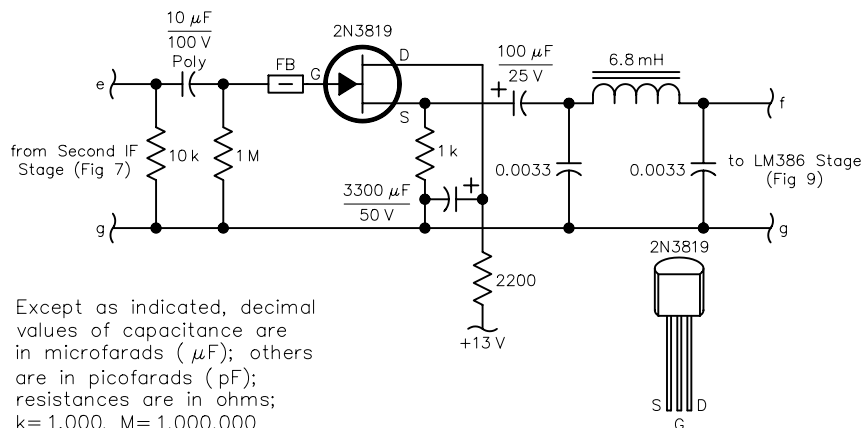 10 μF
100 V
Poly
2N3819
FB
G
D
S
100 μF
25 V
+
6.8 mH
e
f
from Second IF
Stage (Fig 7)
10 k
1 M
1 k
0.0033
0.0033
to LM386 Stage
(Fig 9)
3300 μF
50 V
+
g
g
2200
+13 V
2N3819
S
G
D
Except as indicated, decimal
values of capacitance are
in microfarads ( μF); others
are in picofarads ( pF);
resistances are in ohms;
k= 1,000, M= 1,000,000